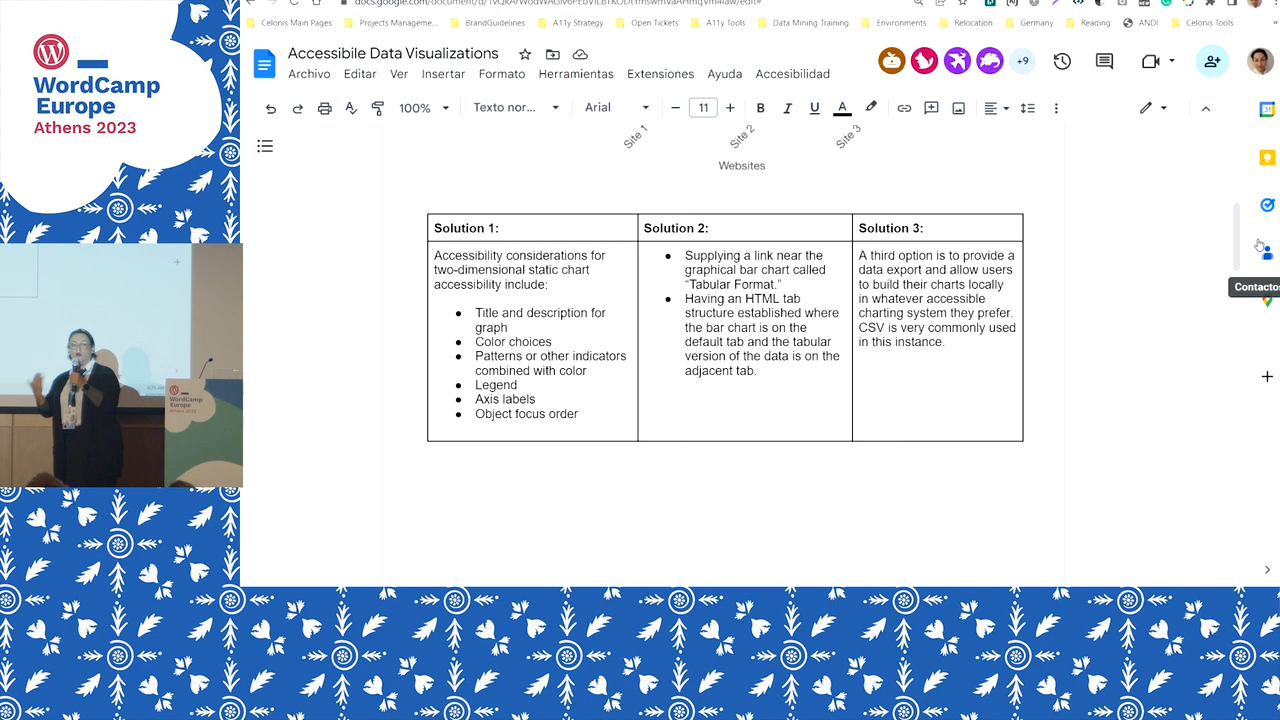 WordCamp
Europe
Athens 2023
Celonis Main Pages
Projects Manageme...
BrandGuidelines
A11y Strategy
Open Tickets
A11y Tools
Data Mining Training
Environments
Relocation
Germany
Reading
ANDI
Celonis Tools
Accessibile Data Visualizations
+9
Archivo Editar Ver Insertar Formato Herramientas Extensiones Ayuda Accesibilidad
100% Texto nor... Arial 11 B I U A
Site 1 Site 2 Site 3
Websites
Solution 1:
Accessibility considerations for
two-dimensional static chart
accessibility include:
● Title and description for
graph
● Color choices
● Patterns or other indicators
combined with color
● Legend
● Axis labels
● Object focus order
Solution 2:
● Supplying a link near the
graphical bar chart called
“Tabular Format.”
● Having an HTML tab
structure established where
the bar chart is on the
default tab and the tabular
version of the data is on the
adjacent tab.
Solution 3:
A third option is to provide a
data export and allow users
to build their charts locally
in whatever accessible
charting system they prefer.
CSV is very commonly used
in this instance.
Contactos
31
WordCamp
Europe
Athens 2023